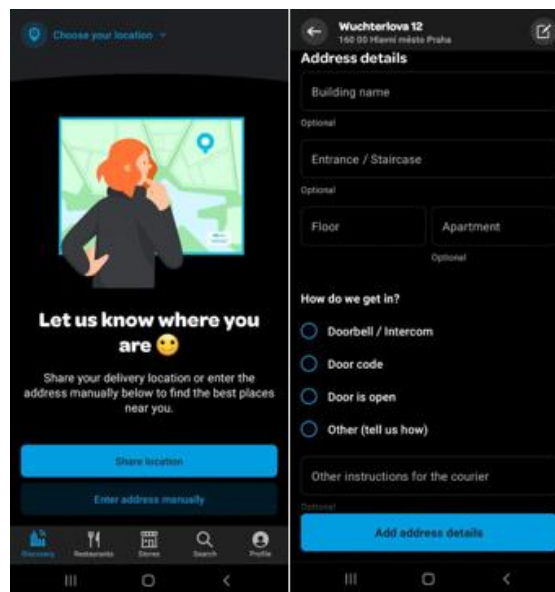 Choose your location
Let us know where you
are
Share your delivery location or enter the
address manually below to find the best places
near you.
Share location
Enter address manually
Discovery
Restaurants
Stores
Search
Profile
Wuchterlova 12
160 00 Hlavní město Praha
Address details
Building name
Optional
Entrance / Staircase
Optional
Floor
Apartment
Optional
How do we get in?
Doorbell / Intercom
Door code
Door is open
Other (tell us how)
Other instructions for the courier
Optional
Add address details